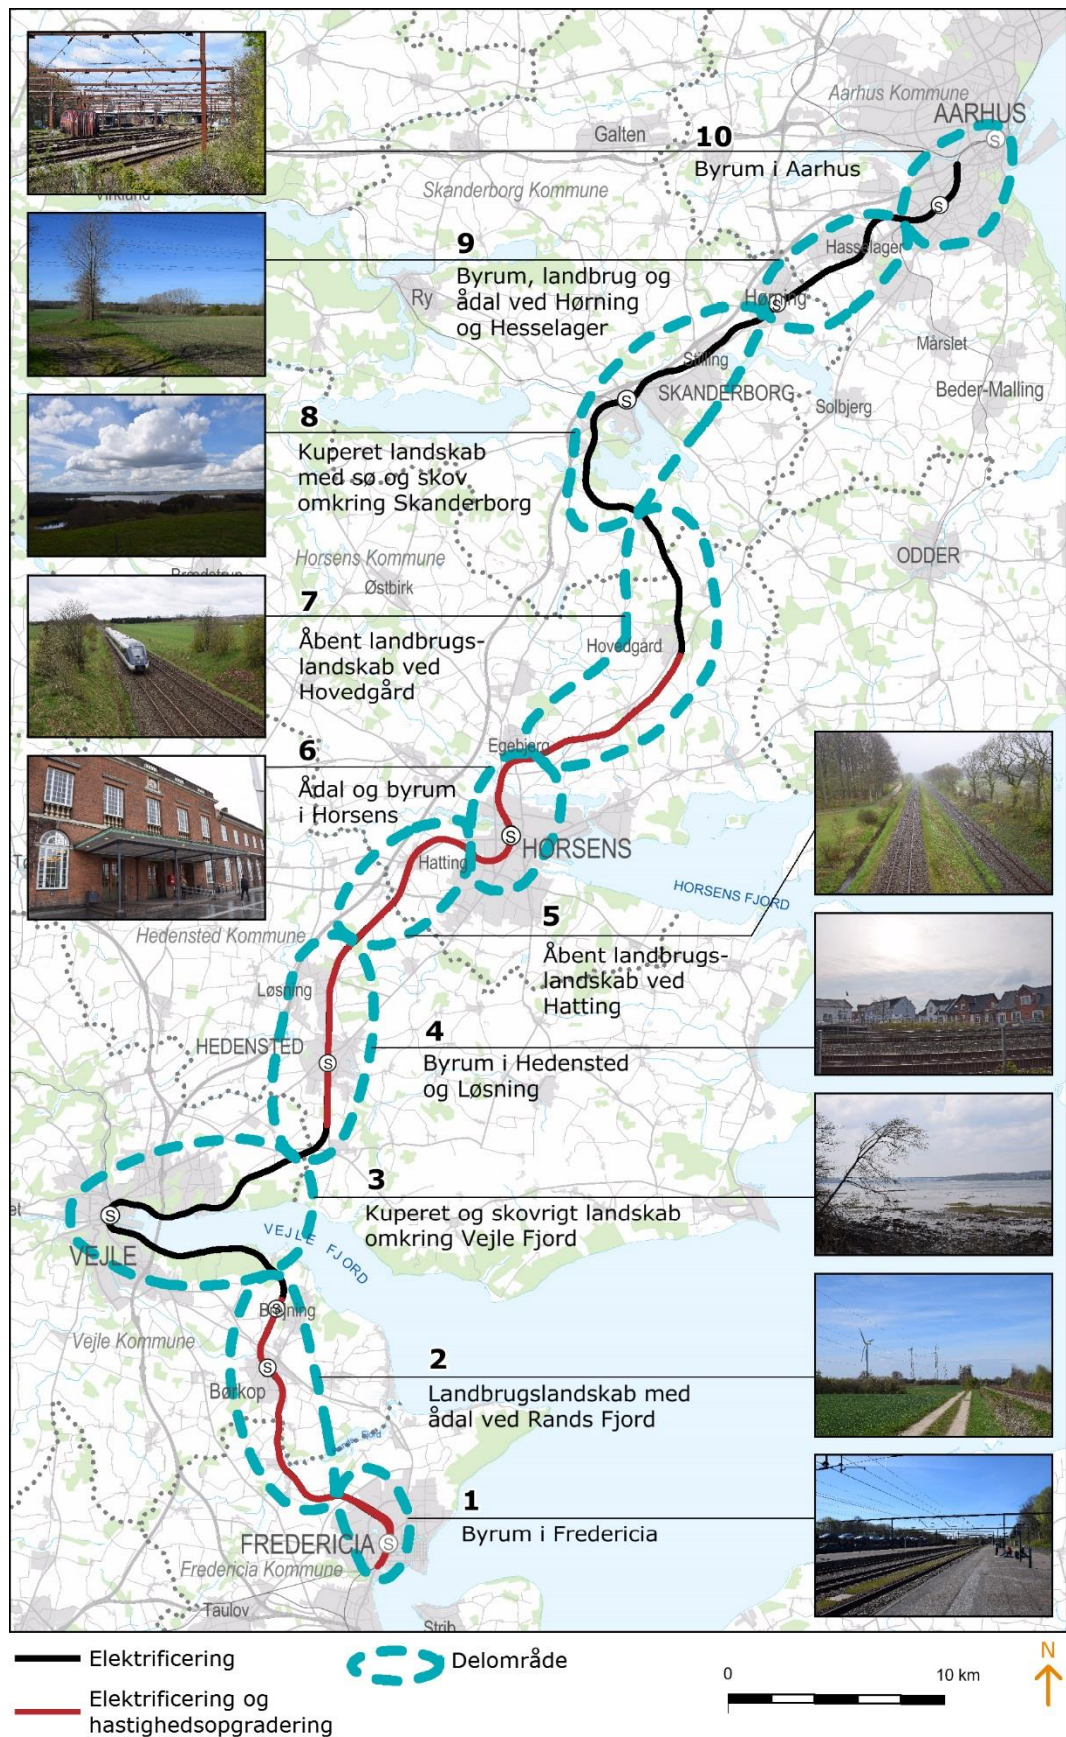 Aarhus Kommune
AARHUS
Galten
10
Byrum i Aarhus
Skanderborg Kommune
Virklund
9
Byrum, landbrug og
ådal ved Hørning
og Hesselager
Hasselager
Ry
Hørning
Mårslet
Stilling
SKANDERBORG
Beder-Malling
Solbjerg
8
Kuperet landskab
med sø og skov
omkring Skanderborg
Horsens Kommune
Østbirk
ODDER
7
Åbent landbrugs-
landskab ved
Hovedgård
Hovedgård
Egebjerg
6
Ådal og byrum
i Horsens
HORSENS
Hatting
HORSENS FJORD
5
Åbent landbrugs-
landskab ved
Hatting
Hedensted Kommune
Løsning
HEDENSTED
4
Byrum i Hedensted
og Løsning
3
Kuperet og skovrigt landskab
omkring Vejle Fjord
VEJLE FJORD
VEJLE
Brejning
Vejle Kommune
2
Landbrugslandskab med
ådal ved Rands Fjord
Børkop
1
Byrum i Fredericia
FREDERICIA
Fredericia Kommune
Taulov
Strib
S
S
S
S
S
S
S
S
S
S
Elektrificering
Delområde
Elektrificering og
hastighedsopgradering
0 10 km
N